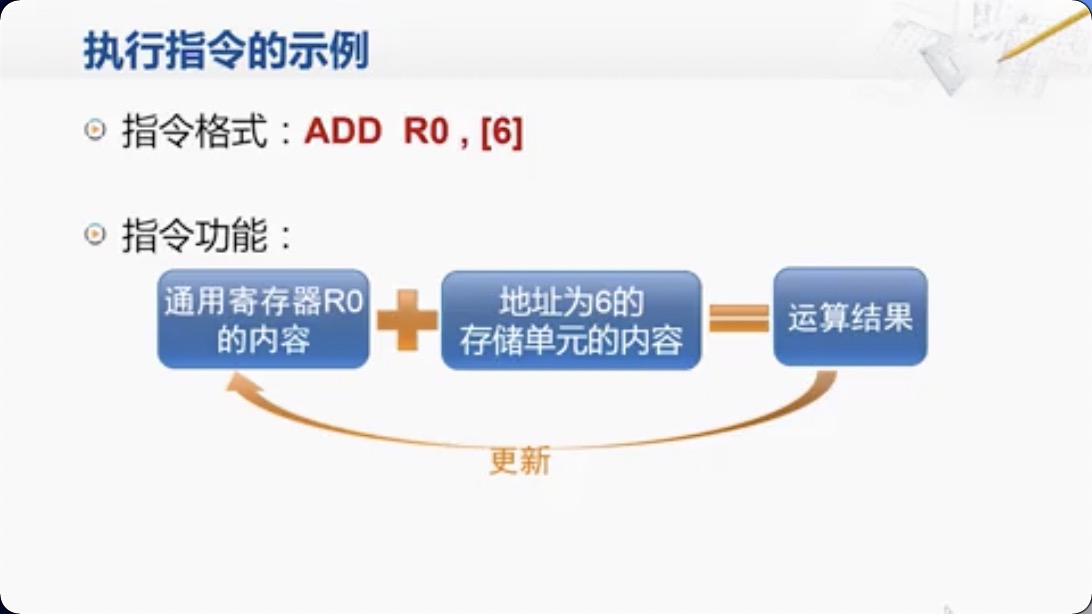 执行指令的示例
指令格式：ADD R0 , [6]
指令功能：
通用寄存器R0
的内容
地址为6的
存储单元的内容
运算结果
更新